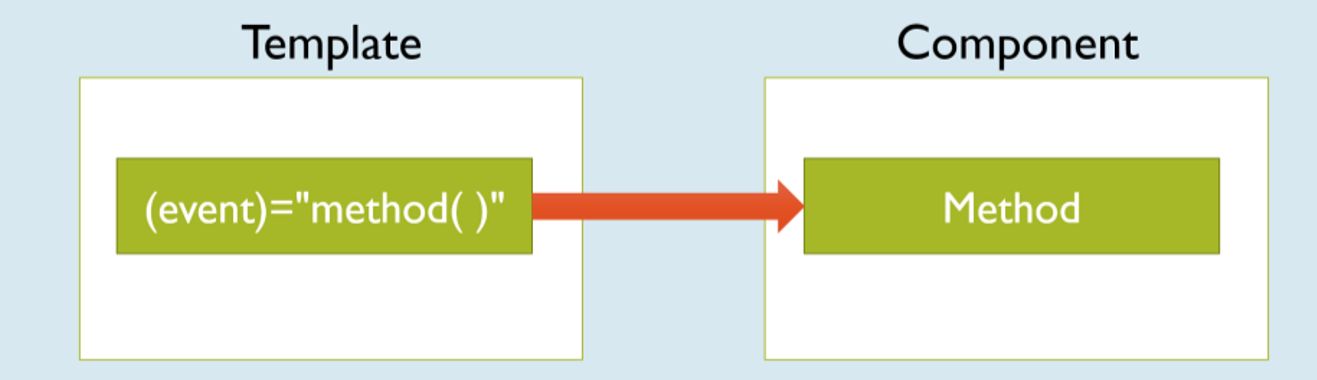 Template
Component
(event)="method( )"
Method